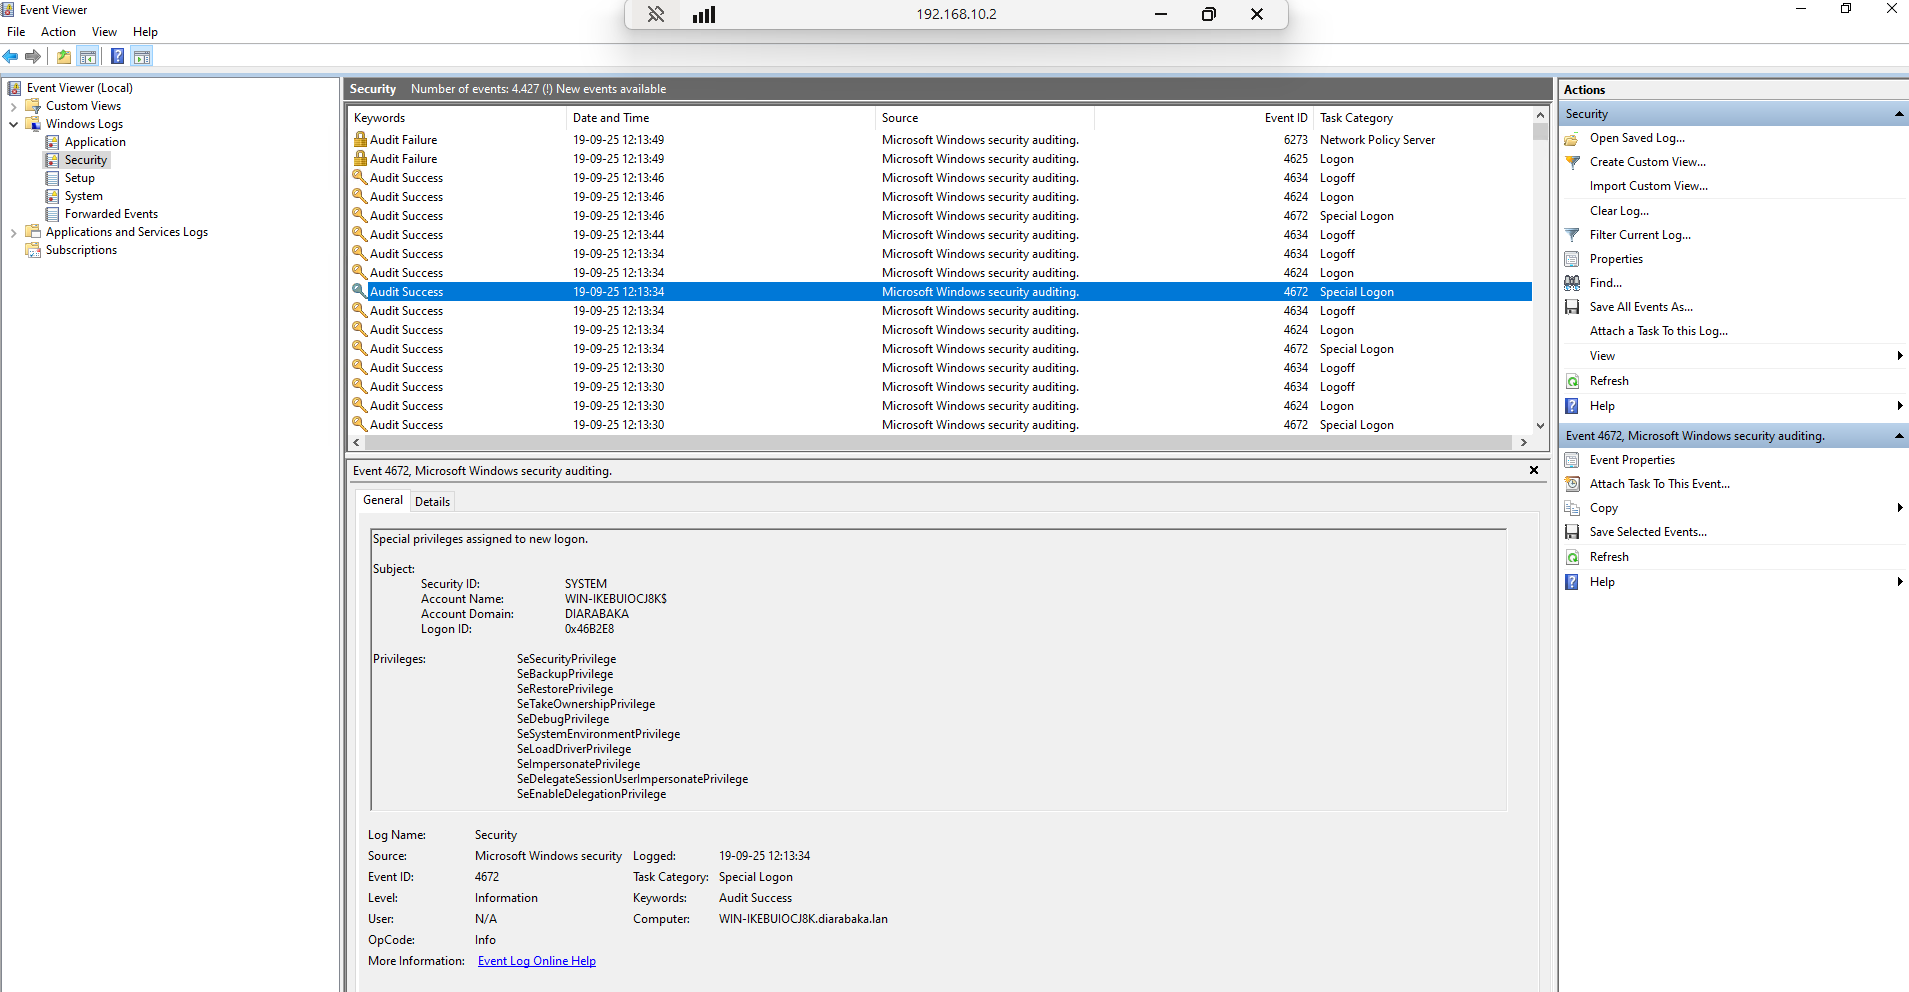 Event Viewer
192.168.10.2
File Action View Help
Event Viewer (Local)
Custom Views
Windows Logs
Application
Security
Setup
System
Forwarded Events
Applications and Services Logs
Subscriptions
Security Number of events: 4.427 (!) New events available
Keywords Date and Time Source Event ID Task Category
Audit Failure 19-09-25 12:13:49 Microsoft Windows security auditing. 6273 Network Policy Server
Audit Failure 19-09-25 12:13:49 Microsoft Windows security auditing. 4625 Logon
Audit Success 19-09-25 12:13:46 Microsoft Windows security auditing. 4634 Logoff
Audit Success 19-09-25 12:13:46 Microsoft Windows security auditing. 4624 Logon
Audit Success 19-09-25 12:13:46 Microsoft Windows security auditing. 4672 Special Logon
Audit Success 19-09-25 12:13:44 Microsoft Windows security auditing. 4634 Logoff
Audit Success 19-09-25 12:13:34 Microsoft Windows security auditing. 4634 Logoff
Audit Success 19-09-25 12:13:34 Microsoft Windows security auditing. 4624 Logon
Audit Success 19-09-25 12:13:34 Microsoft Windows security auditing. 4672 Special Logon
Audit Success 19-09-25 12:13:34 Microsoft Windows security auditing. 4634 Logoff
Audit Success 19-09-25 12:13:34 Microsoft Windows security auditing. 4624 Logon
Audit Success 19-09-25 12:13:34 Microsoft Windows security auditing. 4672 Special Logon
Audit Success 19-09-25 12:13:30 Microsoft Windows security auditing. 4634 Logoff
Audit Success 19-09-25 12:13:30 Microsoft Windows security auditing. 4634 Logoff
Audit Success 19-09-25 12:13:30 Microsoft Windows security auditing. 4624 Logon
Audit Success 19-09-25 12:13:30 Microsoft Windows security auditing. 4672 Special Logon
Event 4672, Microsoft Windows security auditing.
General Details
Special privileges assigned to new logon.
Subject:
Security ID: SYSTEM
Account Name: WIN-IKEBUIOCJ8K$
Account Domain: DIARABAKA
Logon ID: 0x46B2E8
Privileges: SeSecurityPrivilege
SeBackupPrivilege
SeRestorePrivilege
SeTakeOwnershipPrivilege
SeDebugPrivilege
SeSystemEnvironmentPrivilege
SeLoadDriverPrivilege
SeImpersonatePrivilege
SeDelegateSessionUserImpersonatePrivilege
SeEnableDelegationPrivilege
Log Name: Security
Source: Microsoft Windows security Logged: 19-09-25 12:13:34
Event ID: 4672 Task Category: Special Logon
Level: Information Keywords: Audit Success
User: N/A Computer: WIN-IKEBUIOCJ8K.diarabaka.lan
OpCode: Info
More Information: Event Log Online Help
Actions
Security
Open Saved Log...
Create Custom View...
Import Custom View...
Clear Log...
Filter Current Log...
Properties
Find...
Save All Events As...
Attach a Task To this Log...
View
Refresh
Help
Event 4672, Microsoft Windows security auditing.
Event Properties
Attach Task To This Event...
Copy
Save Selected Events...
Refresh
Help